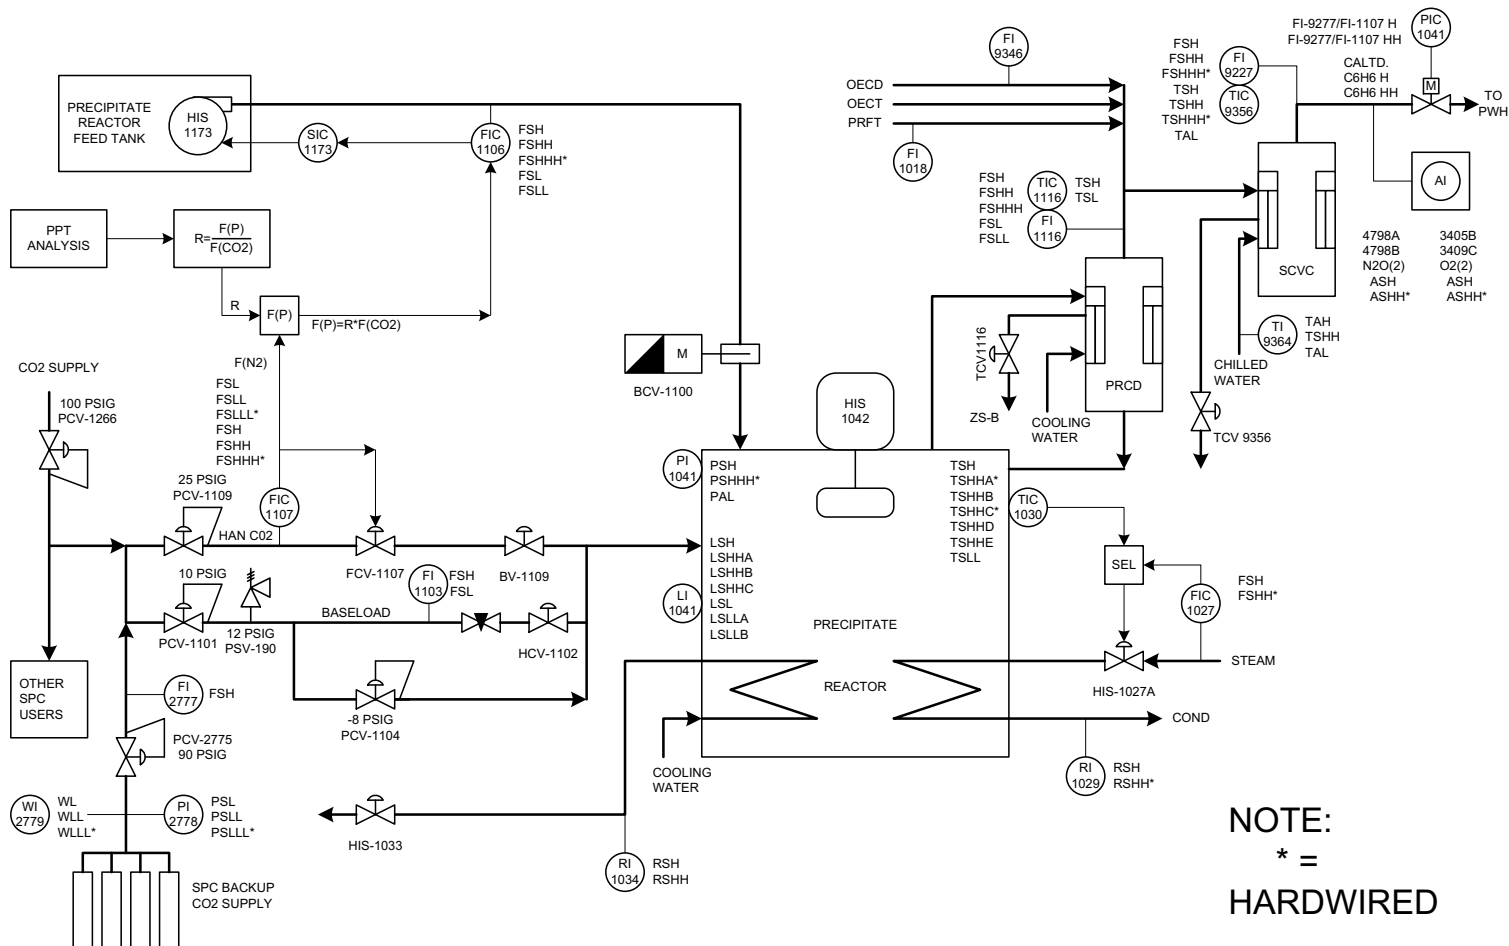 FI-9277/FI-1107 H
FI-9277/FI-1107 HH
PIC
1041
FI
9346
FSH
FSHH
FSHHH*
TSH
TSHH
TSHHH*
TAL
FI
9227
TIC
9356
CALTD.
C6H6 H
C6H6 HH
M
TO
PWH
OECD
OECT
PRFT
FI
1018
PRECIPITATE
REACTOR
FEED TANK
HIS
1173
SIC
1173
FIC
1106
FSH
FSHH
FSHHH*
FSL
FSLL
FSH
FSHH
FSHHH
FSL
FSLL
TIC
1116
FI
1116
TSH
TSL
AI
PPT
ANALYSIS
R=
F(P)
F(CO2)
4798A
4798B
N2O(2)
ASH
ASHH*
3405B
3409C
O2(2)
ASH
ASHH*
SCVC
R
F(P)
F(P)=R*F(CO2)
TI
9364
TAH
TSHH
TAL
CHILLED
WATER
F(N2)
FSL
FSLL
FSLLL*
FSH
FSHH
FSHHH*
CO2 SUPPLY
100 PSIG
PCV-1266
M
BCV-1100
TCV1116
PRCD
ZS-B
COOLING
WATER
HIS
1042
TCV 9356
25 PSIG
PCV-1109
FIC
1107
HAN C02
PI
1041
PSH
PSHHH*
PAL
TSH
TSHHA*
TSHHB
TSHHC*
TSHHD
TSHHE
TSLL
TIC
1030
FCV-1107
BV-1109
LSH
LSHHA
LSHHB
LSHHC
LSL
LSLLA
LSLLB
LI
1041
SEL
FIC
1027
FSH
FSHH*
10 PSIG
FI
1103
FSH
FSL
BASELOAD
PCV-1101
12 PSIG
PSV-190
HCV-1102
PRECIPITATE
REACTOR
STEAM
HIS-1027A
OTHER
SPC
USERS
FI
2777
FSH
-8 PSIG
PCV-1104
COND
PCV-2775
90 PSIG
COOLING
WATER
RI
1029
RSH
RSHH*
WI
2779
WL
WLL
WLLL*
PI
2778
PSL
PSLL
PSLLL*
HIS-1033
RI
1034
RSH
RSHH
SPC BACKUP
CO2 SUPPLY
NOTE:
* =
HARDWIRED